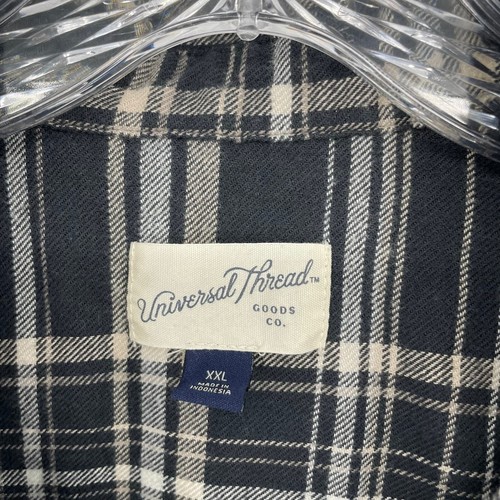 Universal Thread™
GOODS
CO.
XXL
MADE IN
INDONESIA